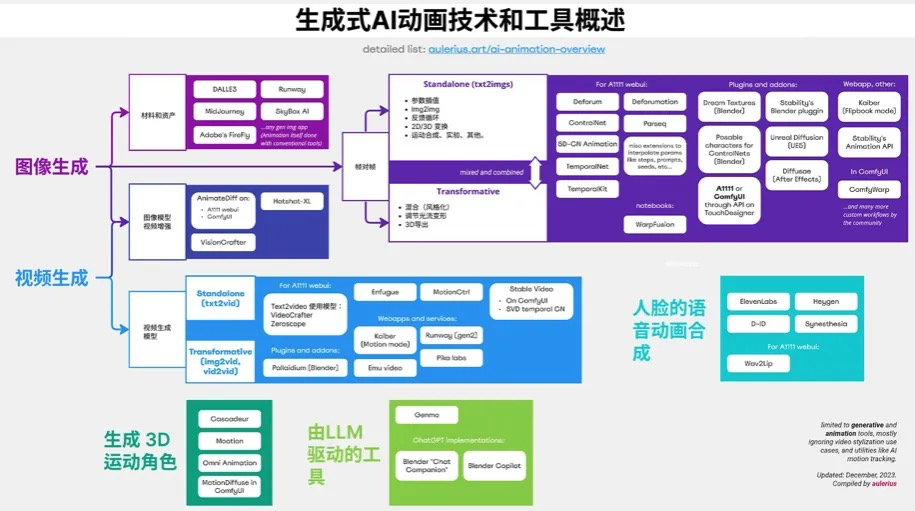 生成式AI动画技术和工具概述
detailed list: aulerius.art/ai-animation-overview
图像生成
视频生成
材料和资产
DALLE3
Runway
MidJourney
SkyBox AI
Adobe's FireFly
...any gen img app
(Animation itself done
with conventional tools)
图像模型
视频增强
AnimateDiff on:
• A1111 webui
• ComfyUI
Hotshot-XL
VisionCrafter
帧对帧
Standalone (txt2imgs)
• 参数插值
• Img2img
• 反馈循环
• 2D/3D 变换
• 运动合成、实验、其他。
mixed and combined
Transformative
• 混合（风格化）
• 调节光流变形
• 3D导出
For A1111 webui:
Deforum
Deforumation
ControlNet
Parseq
SD-CN Animation
misc extensions to
interpolate params
like steps, prompts,
seeds, etc...
TemporalNet
TemporalKit
notebooks:
WarpFusion
Plugins and addons:
Dream Textures
(Blender)
Stability's
Blender pluggin
Posable
characters for
ControlNets
(Blender)
Unreal Diffusion
(UE5)
Diffusae
(After Effects)
A1111 or
ComfyUI
through API on
TouchDesigner
Webapp, other:
Kaiber
(Flipbook mode)
Stability's
Animation API
In ComfyUI
ComfyWarp
...and many more
custom workflows by
the community
视频生成
模型
Standalone
(txt2vid)
Transformative
(img2vid,
vid2vid)
For A1111 webui:
Text2video 使用模型：
VideoCrafter
Zeroscope
Plugins and addons:
Pallaidium (Blender)
Enfugue
MotionCtrl
Webapps and services:
Kaiber
(Motion mode)
Runway (gen2)
Emu video
Pika labs
Stable Video
• On ComfyUI
• SVD temporal CN
人脸的语
音动画合
成
ElevenLabs
Heygen
D-ID
Synesthesia
For A1111 webui:
Wav2Lip
生成 3D
运动角色
Cascadeur
Mootion
Omni Animation
MotionDiffuse in
ComfyUI
由LLM
驱动的工
具
Genmo
ChatGPT implementations:
Blender "Chat
Companion"
Blender Copilot
limited to generative and
animation tools, mostly
ignoring video stylization use
cases, and utilities like AI
motion tracking.
Updated: December, 2023.
Compiled by aulerius